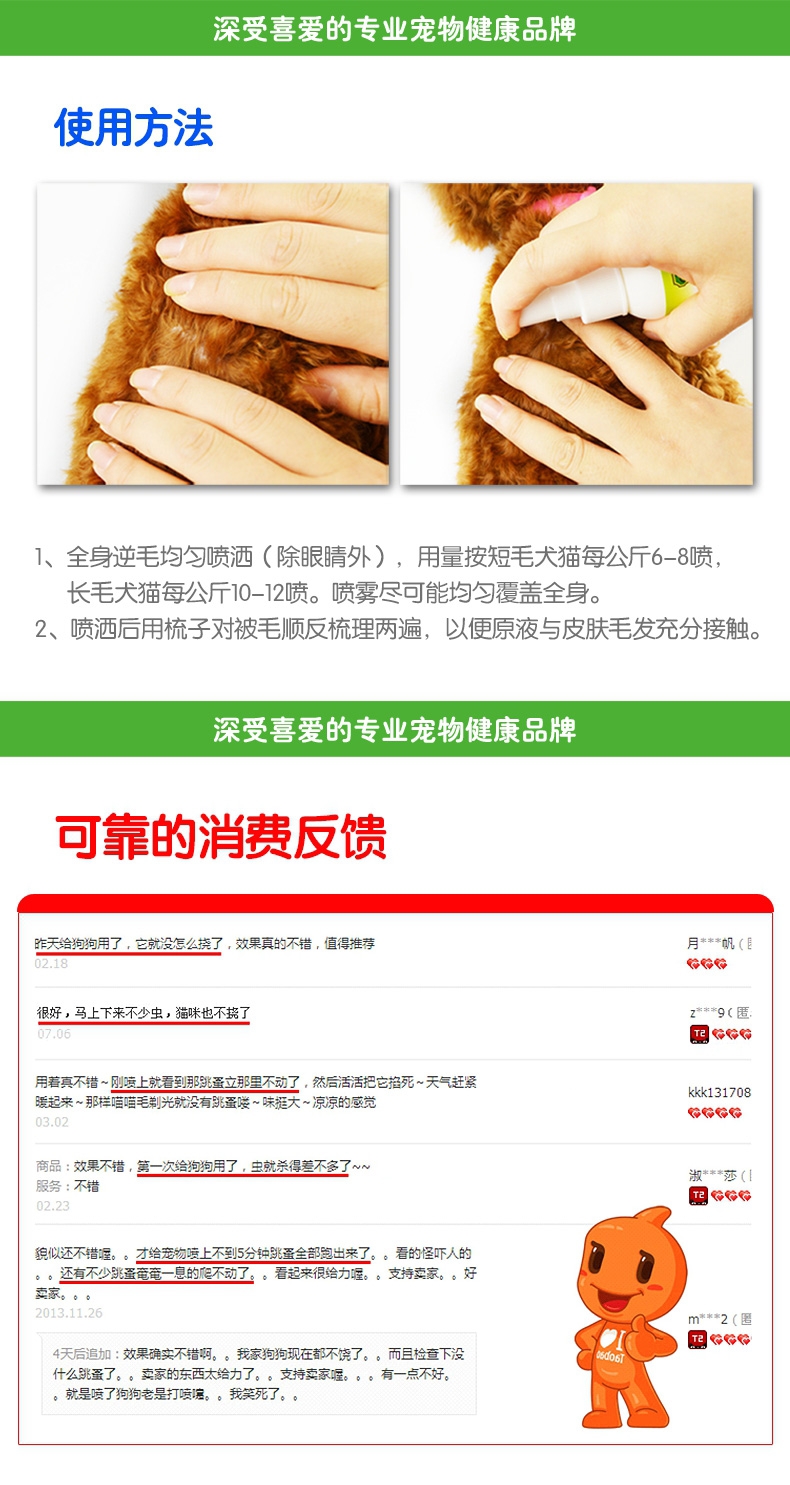 深受喜爱的专业宠物健康品牌
使用方法
1、全身逆毛均匀喷洒（除眼睛外），用量按短毛犬猫每公斤6-8喷，
长毛犬猫每公斤10-12喷。喷雾尽可能均匀覆盖全身。
2、喷洒后用梳子对被毛顺反梳理两遍，以便原液与皮肤毛发充分接触。
深受喜爱的专业宠物健康品牌
可靠的消费反馈
昨天给狗狗用了，它就没怎么挠了，效果真的不错，值得推荐
02.18
月***帆（
很好，马上下来不少虫，猫咪也不挠了
07.06
z***9（匿
T2
用着真不错～刚喷上就看到那跳蚤立那里不动了，然后活活把它掐死～天气赶紧
暖起来～那样喵喵毛剃光就没有跳蚤喽～味挺大～凉凉的感觉
03.02
kkk131708
商品：效果不错，第一次给狗狗用了，虫就杀得差不多了~~
服务：不错
02.23
淑***莎（
T2
貌似还不错喔。。才给宠物喷上不到5分钟跳蚤全部跑出来了。。看的怪吓人的
。。还有不少跳蚤奄奄一息的爬不动了。。看起来很给力喔。。支持卖家。。好
卖家。。。
2013.11.26
m***2（匿
T2
4天后追加：效果确实不错啊。。我家狗狗现在都不饶了。。而且检查下没
什么跳蚤了。。卖家的东西太给力了。。支持卖家喔。。。有一点不好。
。就是喷了狗狗老是打喷嚏。。我笑死了。。
I
Taobao